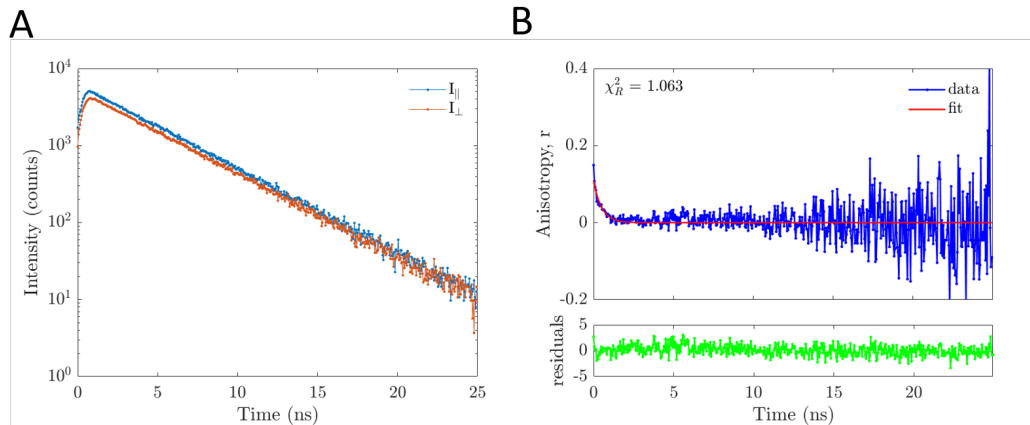 A
10^4
10^3
10^2
10^1
10^0
Intensity (counts)
0
5
10
15
20
25
Time (ns)
I_∥
I_⊥
B
χ_R^2 = 1.063
data
fit
0.4
0.2
0
-0.2
Anisotropy, r
5
0
-5
residuals
0
5
10
15
20
Time (ns)